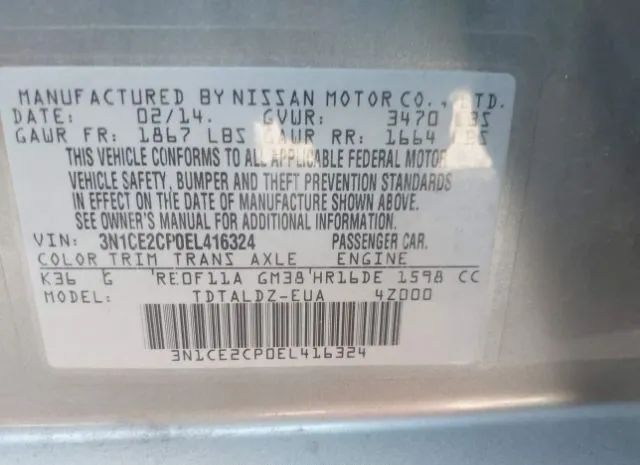 MANUFACTURED BY NISSAN MOTOR CO., LTD.
DATE: 02/14. GVWR: 3470 LBS
GAWR FR: 1867 LBS GAWR RR: 1664 LBS
THIS VEHICLE CONFORMS TO ALL APPLICABLE FEDERAL MOTOR
VEHICLE SAFETY, BUMPER AND THEFT PREVENTION STANDARDS
IN EFFECT ON THE DATE OF MANUFACTURE SHOWN ABOVE.
SEE OWNER'S MANUAL FOR ADDITIONAL INFORMATION.
VIN: 3N1CE2CP0EL416324 PASSENGER CAR.
COLOR TRIM TRANS AXLE ENGINE
K36 G RE0F11A GM38 HR16DE 1598 CC
MODEL: TDTALDZ-EUA 4Z000
3N1CE2CP0EL416324